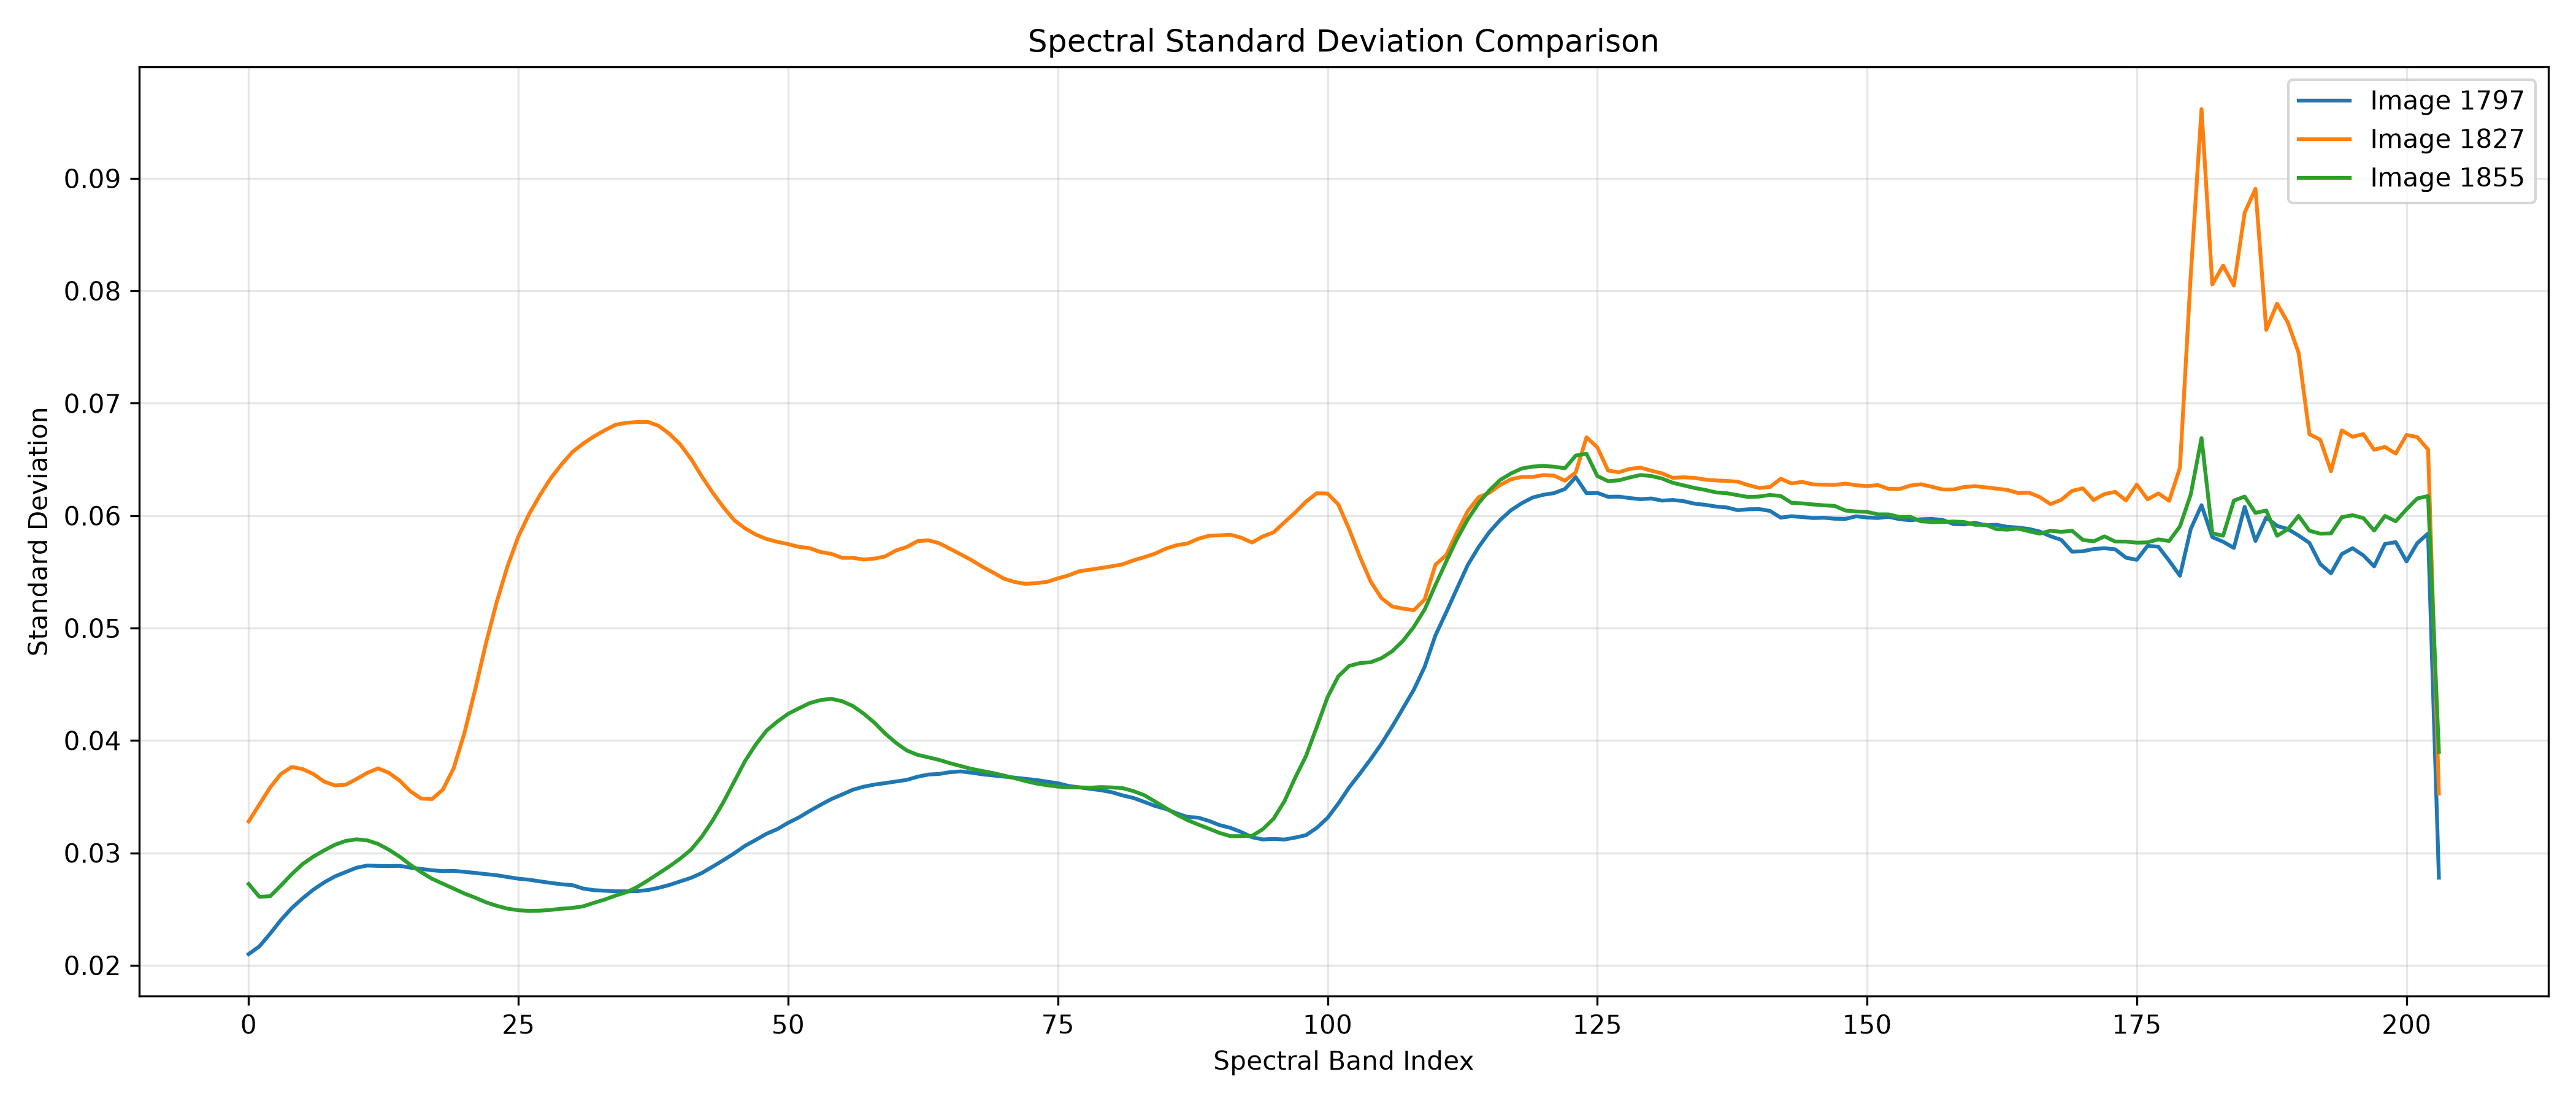 Spectral Standard Deviation Comparison
Image 1797
Image 1827
Image 1855
0.09
0.08
0.07
0.06
0.05
0.04
0.03
0.02
Standard Deviation
0 25 50 75 100 125 150 175 200
Spectral Band Index